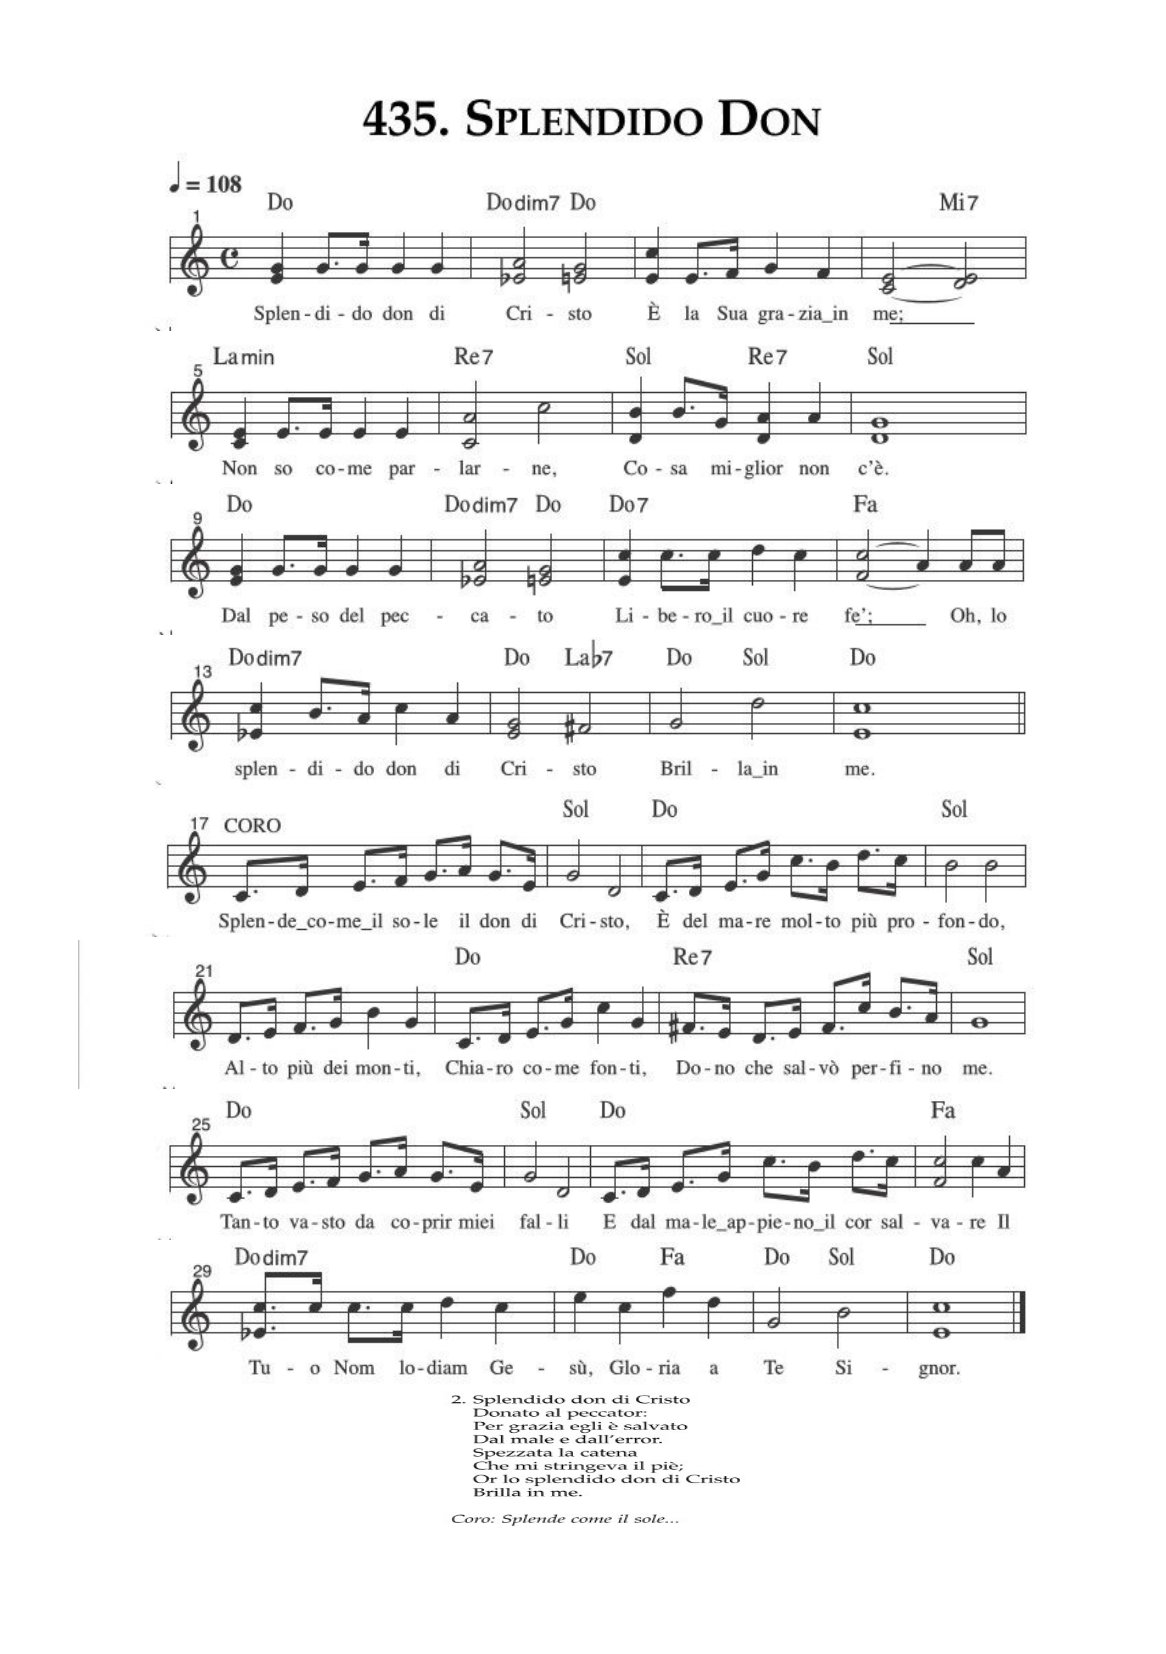 435. SPLENDIDO DON
♩ = 108
Do Dodim7 Do Mi7
1
Splen - di - do don di Cri - sto È la Sua gra - zia_in me;
Lamin Re7 Sol Re7 Sol
5
Non so co - me par - lar - ne, Co - sa mi - glior non c'è.
Do Dodim7 Do Do7 Fa
9
Dal pe - so del pec - ca - to Li - be - ro_il cuo - re fe'; Oh, lo
Dodim7 Do Lab7 Do Sol Do
13
splen - di - do don di Cri - sto Bril - la_in me.
Sol Do Sol
17 CORO
Splen - de_co - me_il so - le il don di Cri - sto, È del ma - re mol - to più pro - fon - do,
Do Re7 Sol
21
Al - to più dei mon - ti, Chia - ro co - me fon - ti, Do - no che sal - vò per - fi - no me.
Do Sol Do Fa
25
Tan - to va - sto da co - prir miei fal - li E dal ma - le_ap - pie - no_il cor sal - va - re Il
Dodim7 Do Fa Do Sol Do
29
Tu - o Nom lo - diam Ge - sù, Glo - ria a Te Si - gnor.
2. Splendido don di Cristo
Donato al peccator:
Per grazia egli è salvato
Dal male e dall'error.
Spezzata la catena
Che mi stringeva il piè;
Or lo splendido don di Cristo
Brilla in me.
Coro: Splende come il sole...